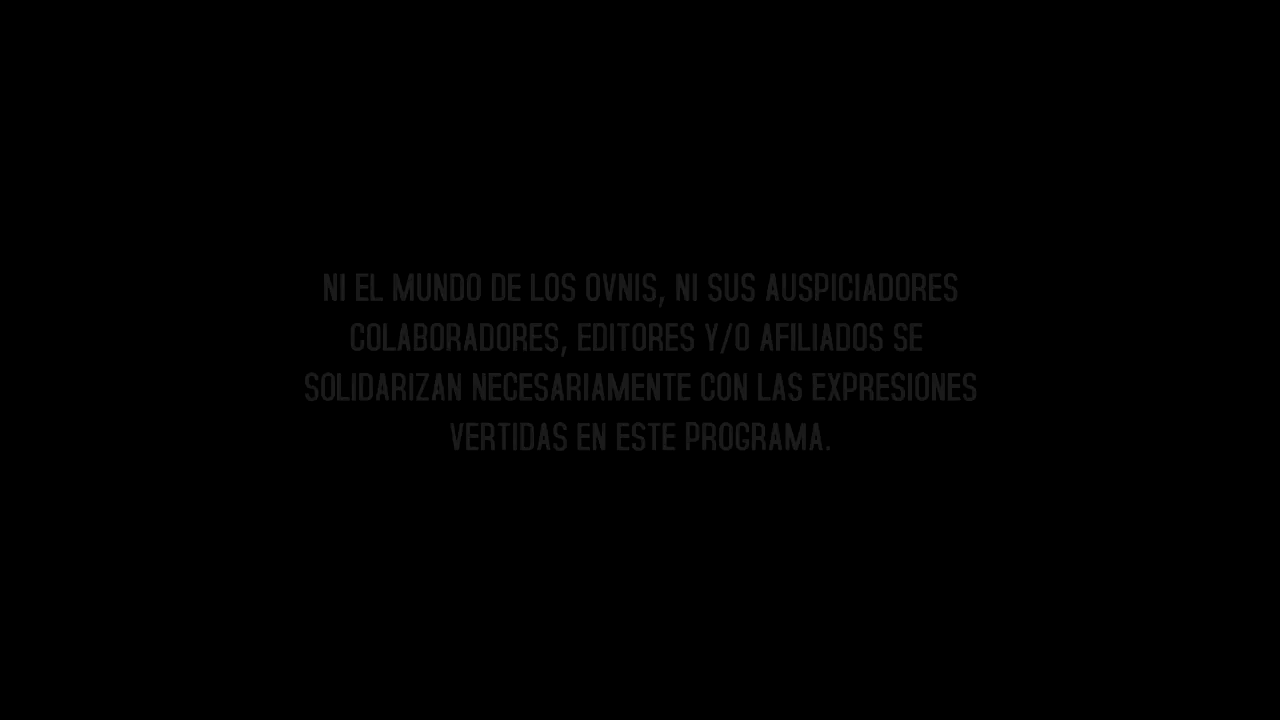 NI EL MUNDO DE LOS OVNIS, NI SUS AUSPICIADORES
COLABORADORES, EDITORES Y/O AFILIADOS SE
SOLIDARIZAN NECESARIAMENTE CON LAS EXPRESIONES
VERTIDAS EN ESTE PROGRAMA.